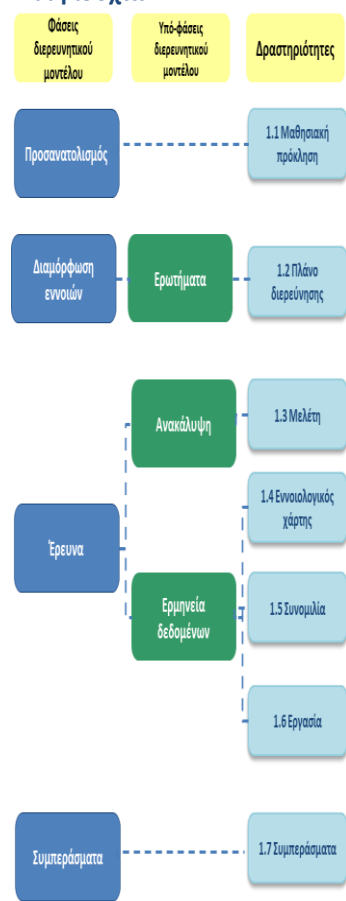 Φάσεις
διερευνητικού
μοντέλου
Υπό-φάσεις
διερευνητικού
μοντέλου
Δραστηριότητες
Προσανατολισμός
1.1 Μαθησιακή
πρόκληση
Διαμόρφωση
εννοιών
Ερωτήματα
1.2 Πλάνο
διερεύνησης
Ανακάλυψη
1.3 Μελέτη
1.4 Εννοιολογικός
χάρτης
Έρευνα
Ερμηνεία
δεδομένων
1.5 Συνομιλία
1.6 Εργασία
Συμπεράσματα
1.7 Συμπεράσματα